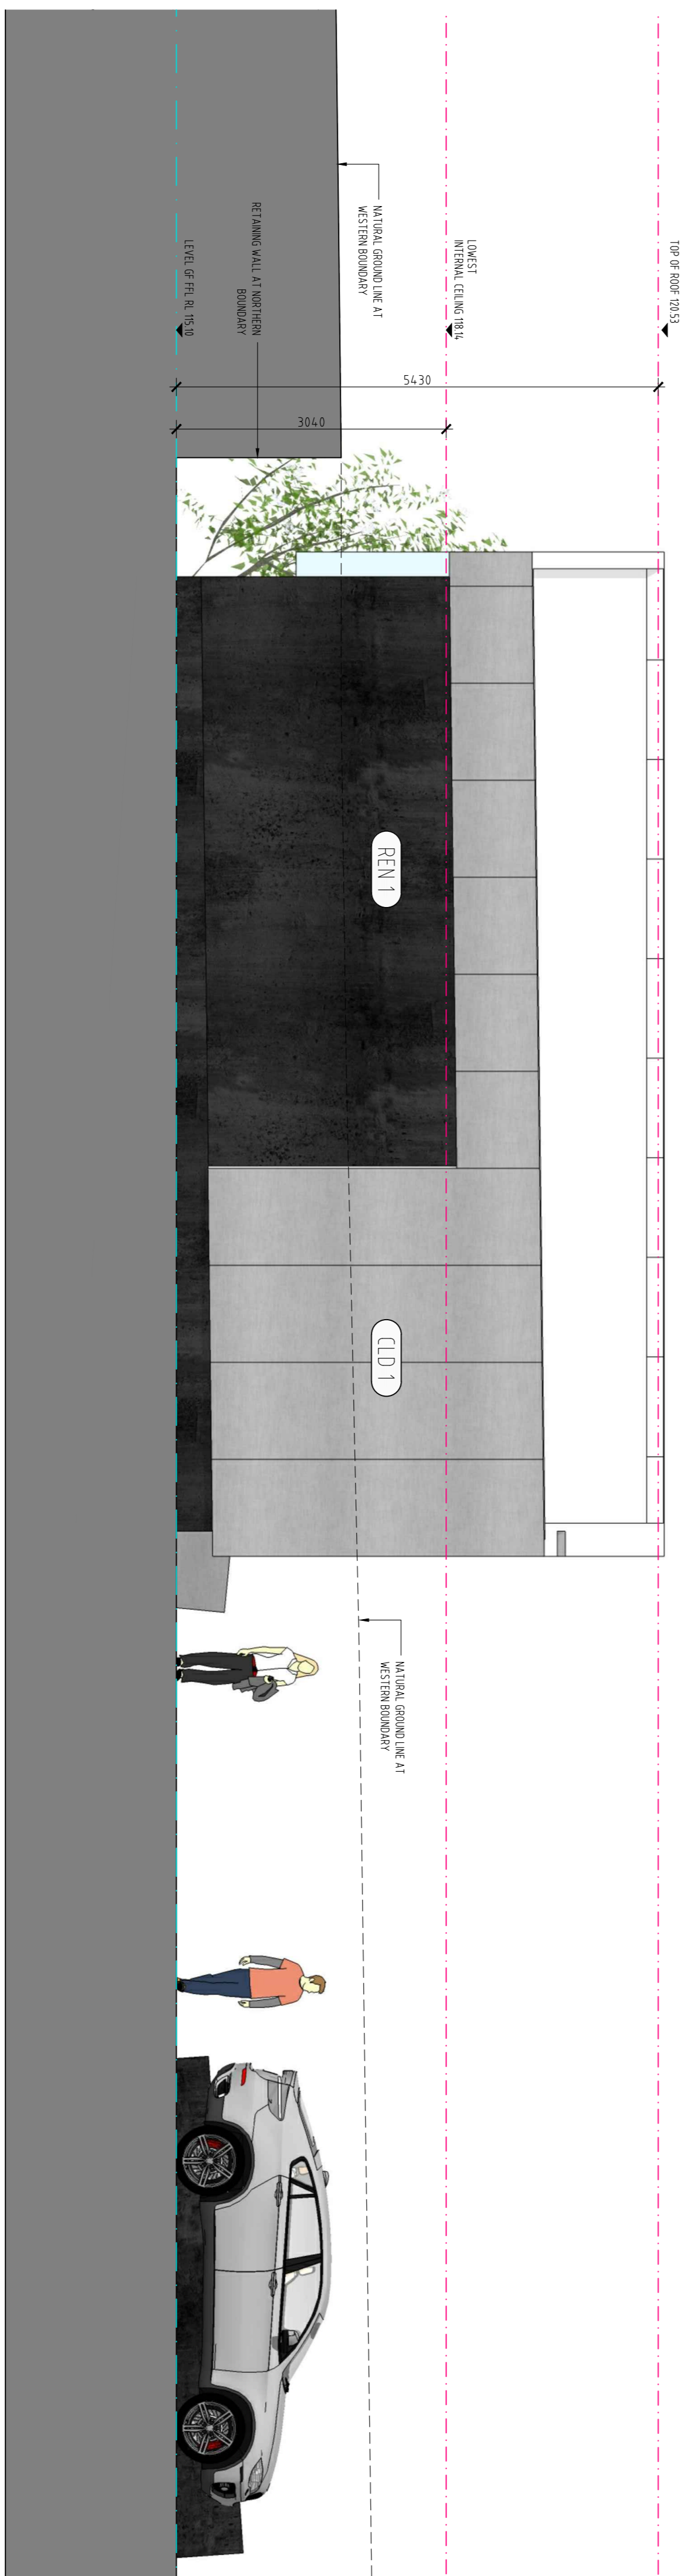 TOP OF ROOF 120.53
LOWEST
INTERNAL CEILING 118.14
NATURAL GROUND LINE AT
WESTERN BOUNDARY
RETAINING WALL AT NORTHERN
BOUNDARY
LEVEL GF FFL RL 115.10
5430
3040
REN 1
CLD 1
NATURAL GROUND LINE AT
WESTERN BOUNDARY